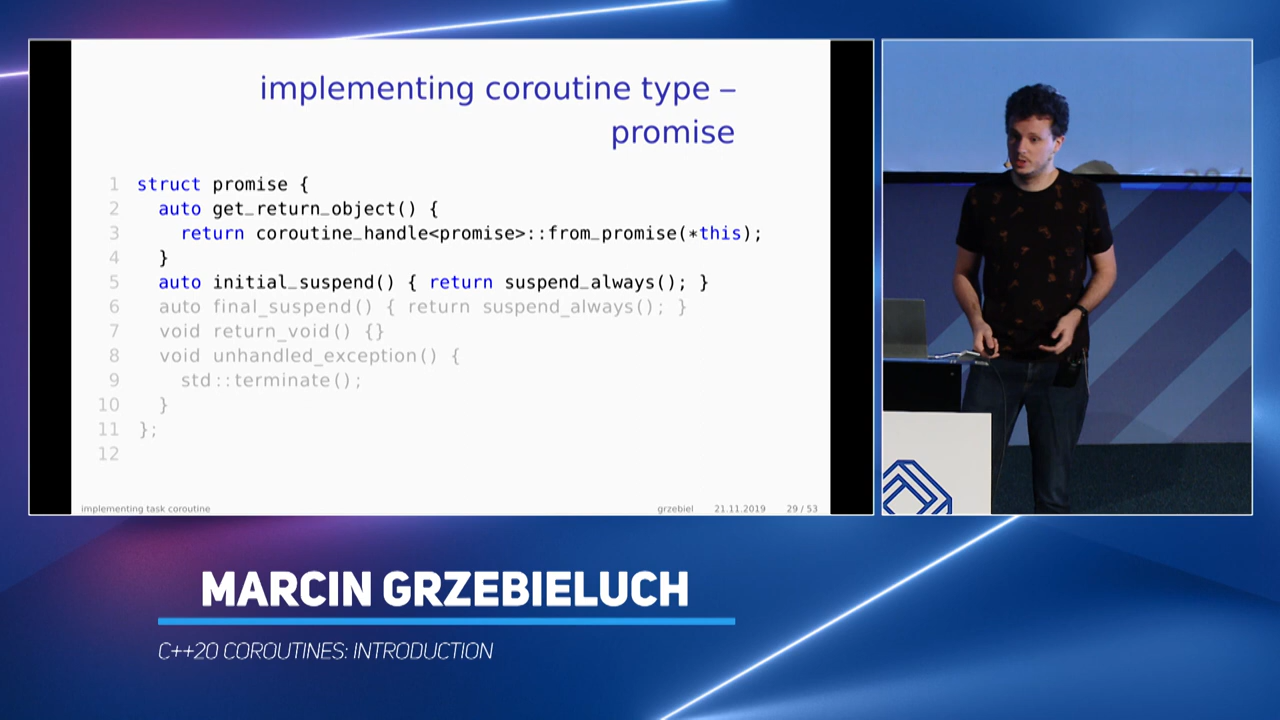 implementing coroutine type –
promise
1 struct promise {
2 auto get_return_object() {
3 return coroutine_handle<promise>::from_promise(*this);
4 }
5 auto initial_suspend() { return suspend_always(); }
6 auto final_suspend() { return suspend_always(); }
7 void return_void() {}
8 void unhandled_exception() {
9 std::terminate();
10 }
11 };
12
implementing task coroutine grzebiel 21.11.2019 29 / 53
MARCIN GRZEBIELUCH
C++20 COROUTINES: INTRODUCTION